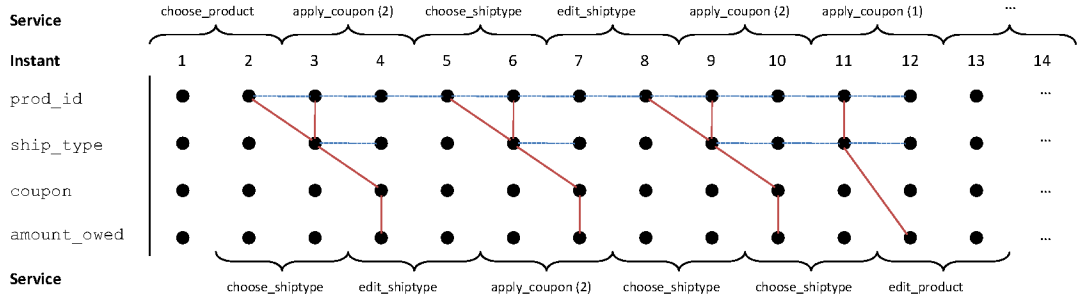 Service choose_product apply_coupon (2) choose_shiptype edit_shiptype apply_coupon (2) apply_coupon (1) ...
Instant 1 2 3 4 5 6 7 8 9 10 11 12 13 14
prod_id ...
ship_type
coupon ...
amount_owed ...
Service choose_shiptype edit_shiptype apply_coupon (2) choose_shiptype choose_shiptype edit_product